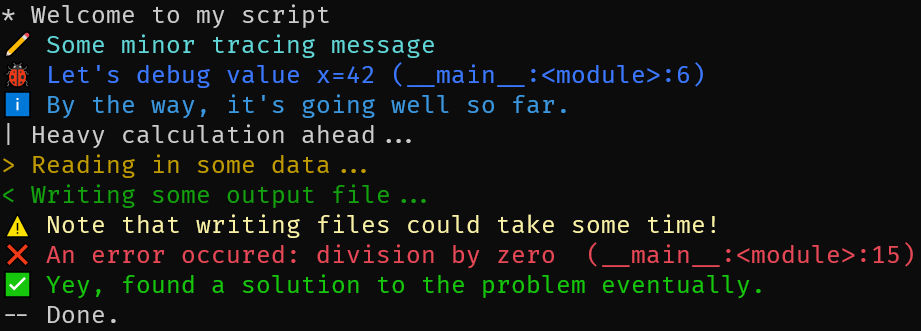 * Welcome to my script
✏️ Some minor tracing message
🐞 Let's debug value x=42 (__main__:<module>:6)
ℹ️ By the way, it's going well so far.
| Heavy calculation ahead...
> Reading in some data...
< Writing some output file...
⚠️ Note that writing files could take some time!
❌ An error occured: division by zero  (__main__:<module>:15)
✅ Yey, found a solution to the problem eventually.
-- Done.